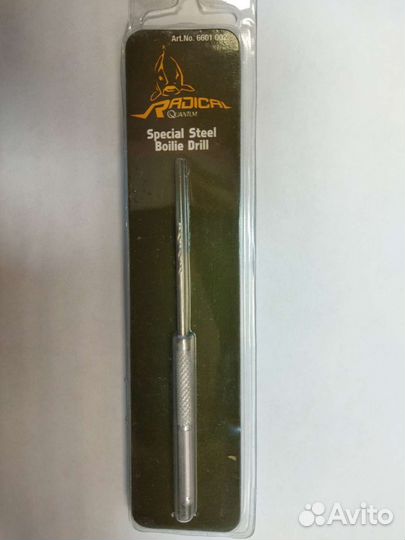 Art.No. 6601 002
RADICAL
QUANTUM
Special Steel
Boilie Drill
Avito